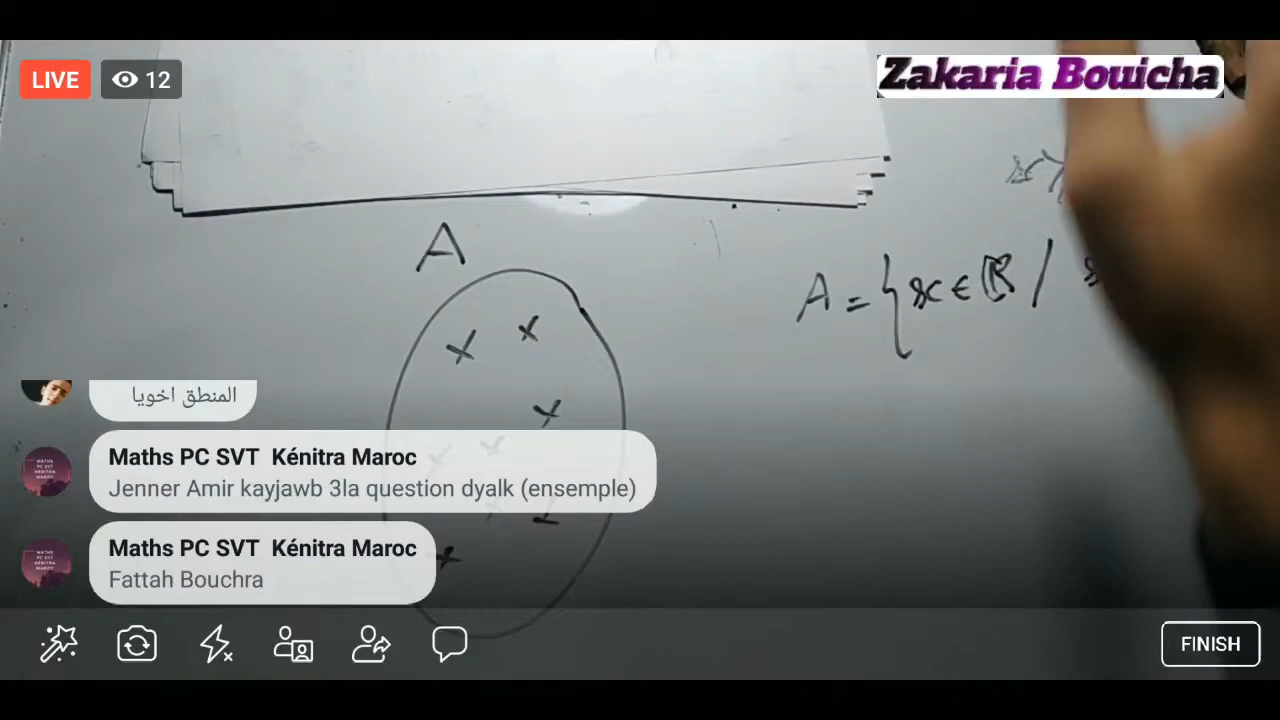 LIVE
12
Zakaria Bouicha
A
A = { x ∈ ℝ /
المنطق اخويا
Maths PC SVT Kénitra Maroc
Jenner Amir kayjawb 3la question dyalk (ensemple)
Maths PC SVT Kénitra Maroc
Fattah Bouchra
FINISH